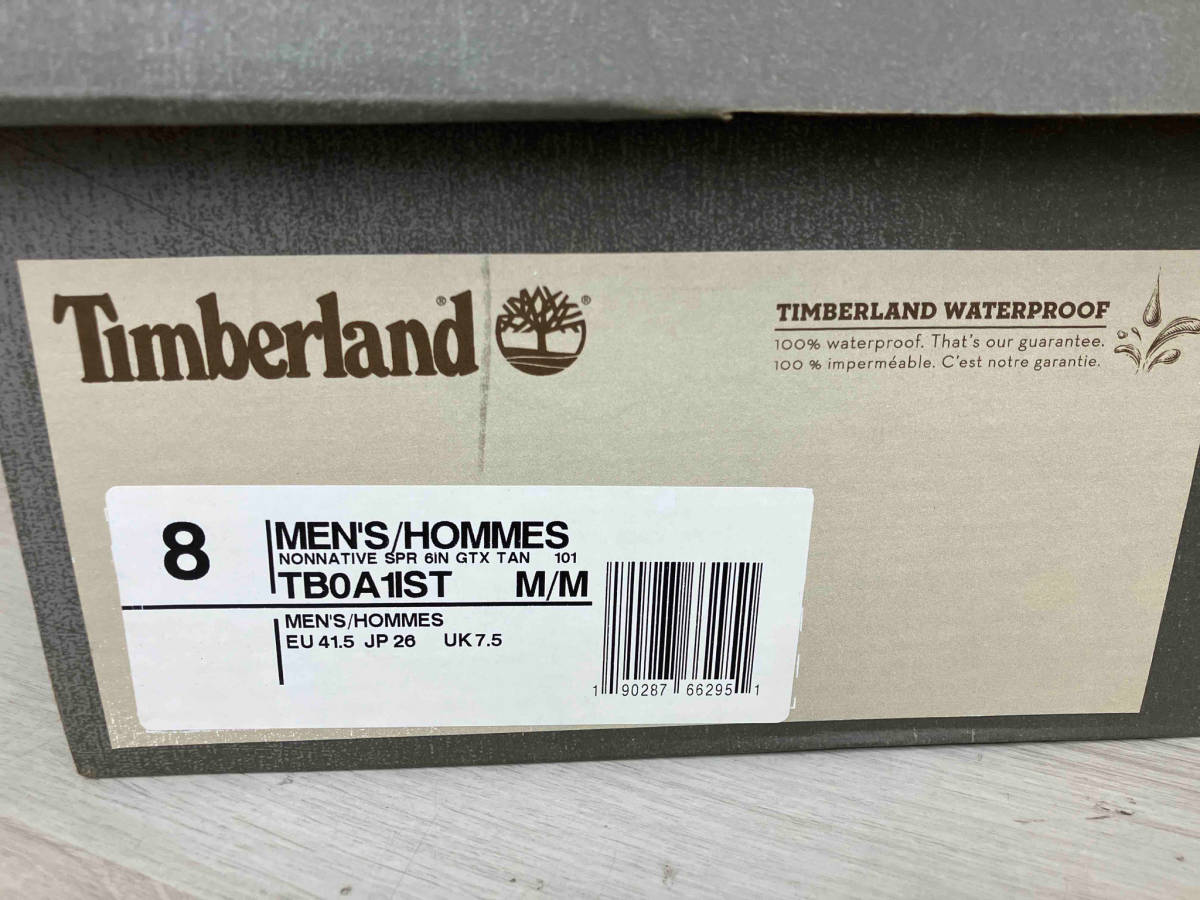 Timberland®
®
TIMBERLAND WATERPROOF
100% waterproof. That's our guarantee.
100 % imperméable. C'est notre garantie.
8
MEN'S/HOMMES
NONNATIVE SPR 6IN GTX TAN 101
TB0A1IST M/M
MEN'S/HOMMES
EU 41.5 JP 26 UK 7.5
1 90287 66295 1